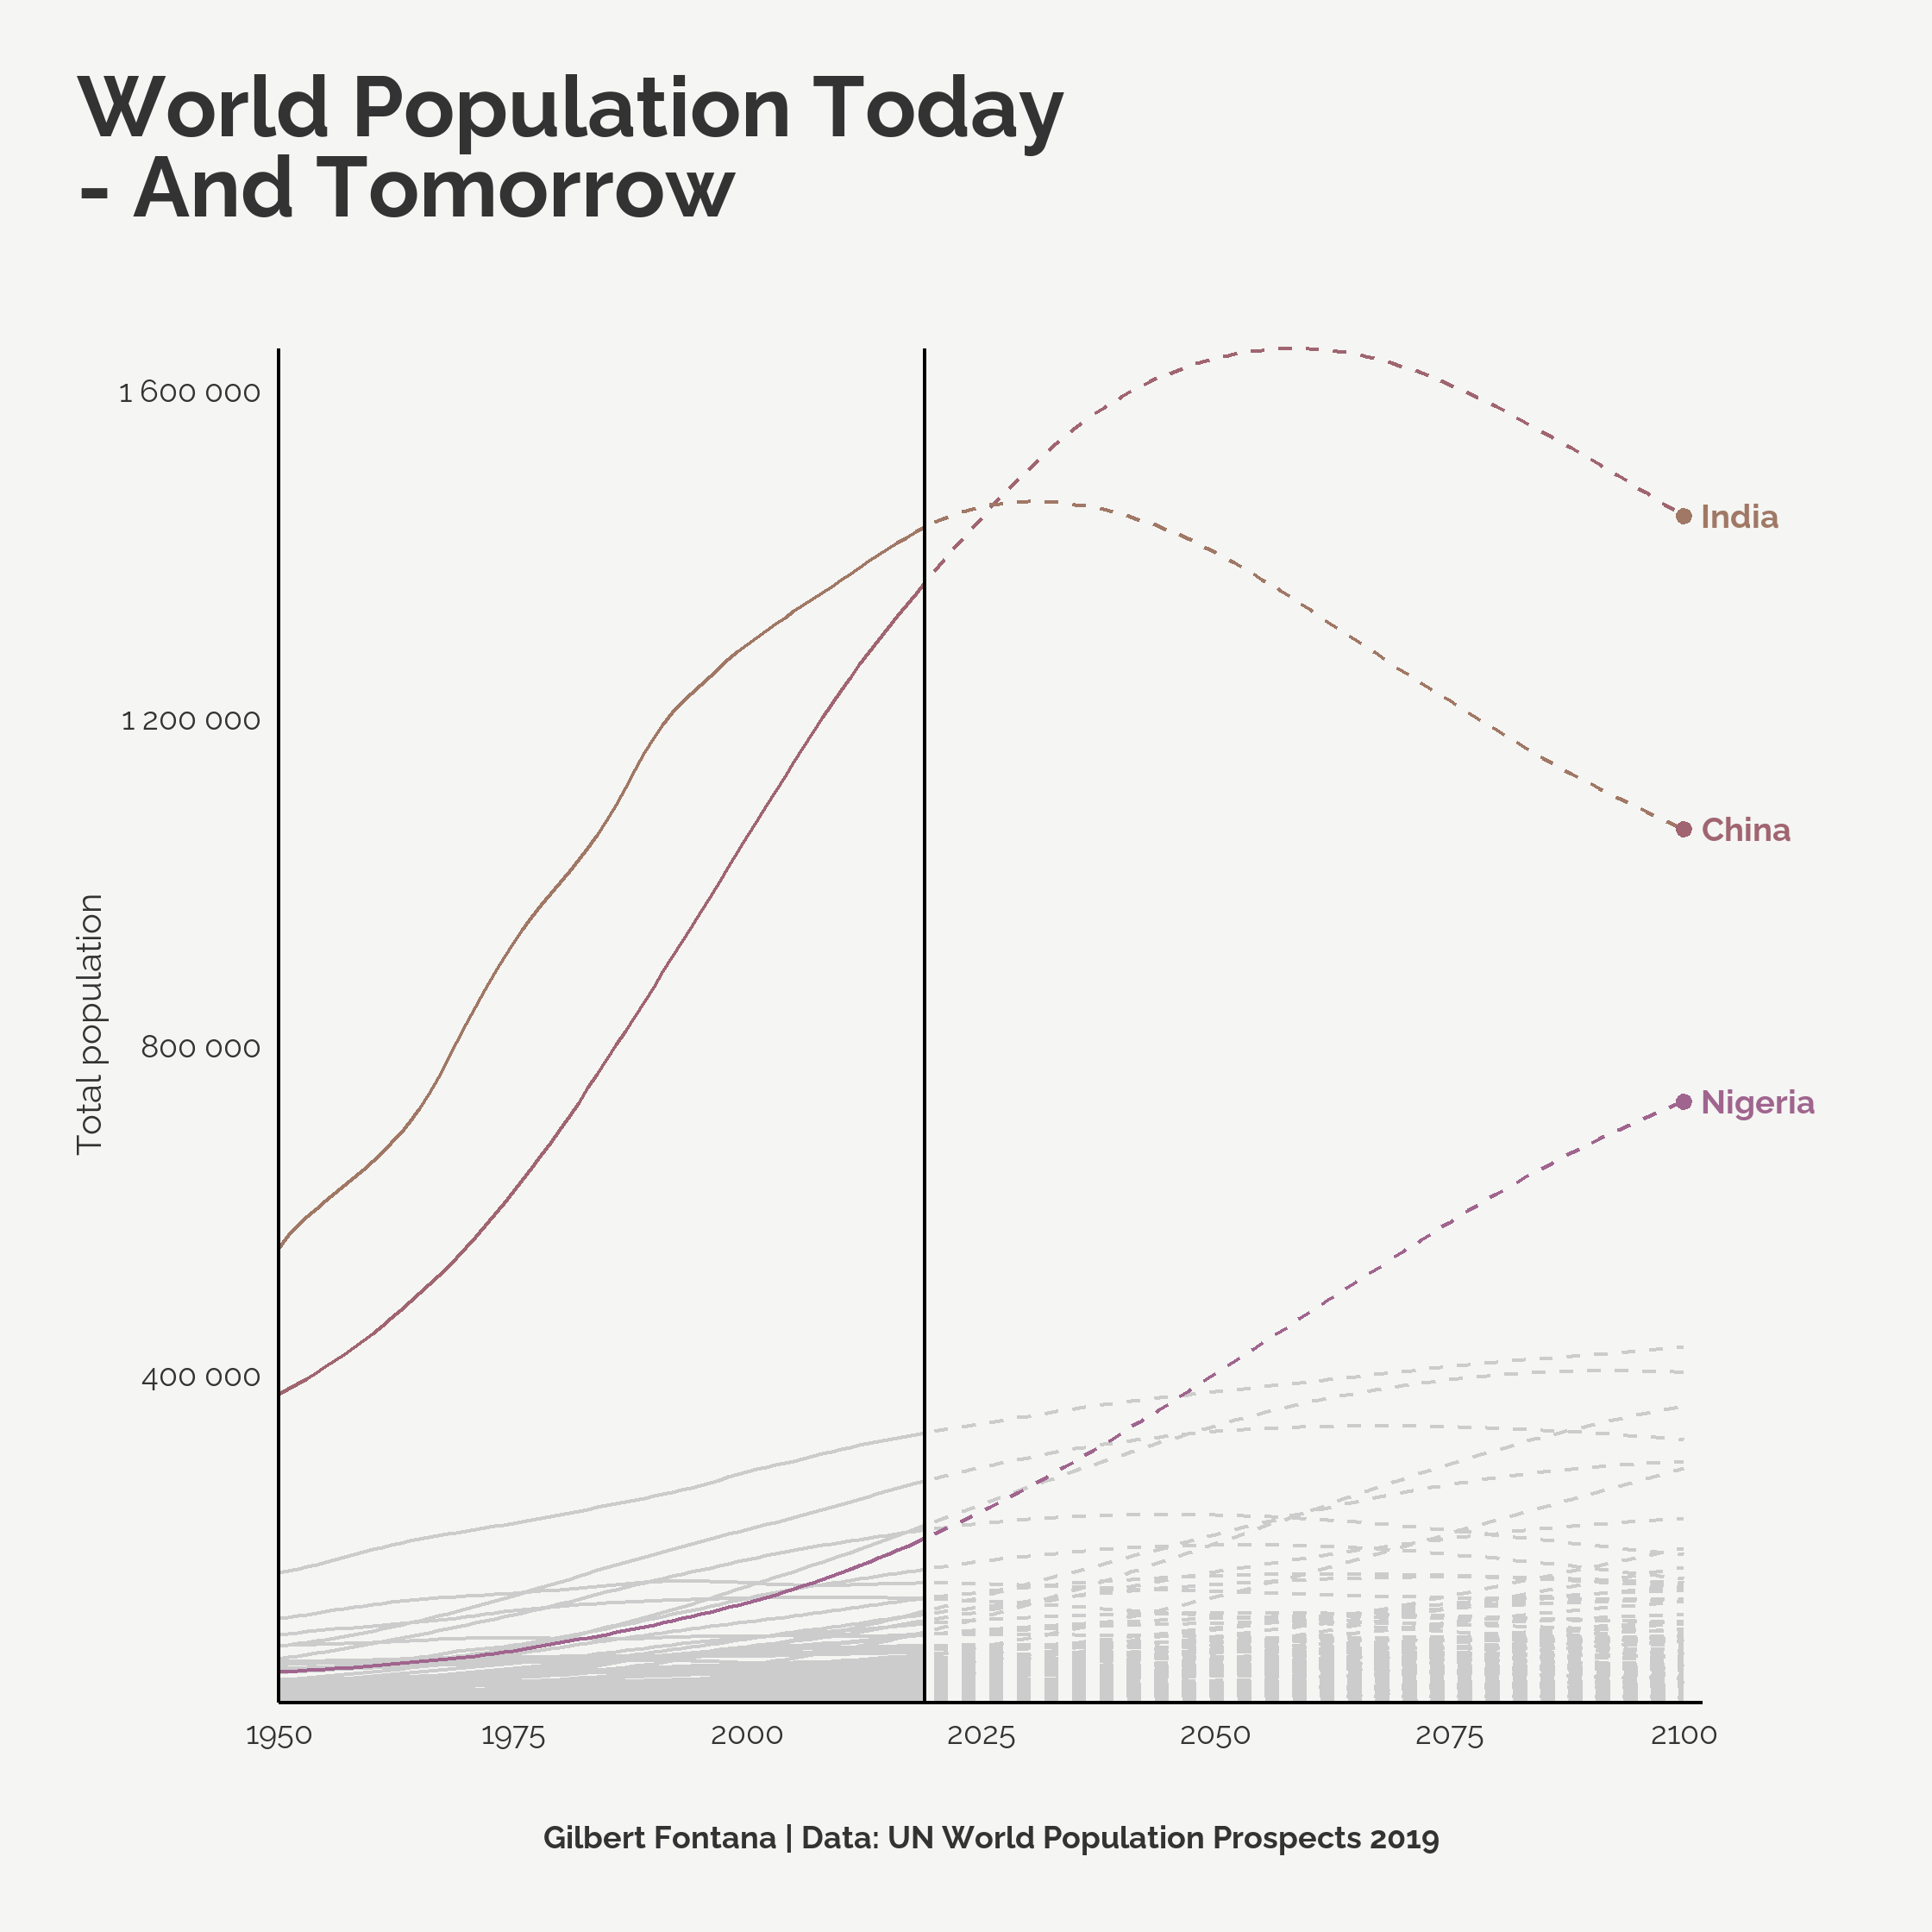 World Population Today
- And Tomorrow
1 600 000
1 200 000
800 000
400 000
Total population
India
China
Nigeria
1950 1975 2000 2025 2050 2075 2100
Gilbert Fontana | Data: UN World Population Prospects 2019